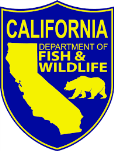 CALIFORNIA
DEPARTMENT OF
FISH &
WILDLIFE